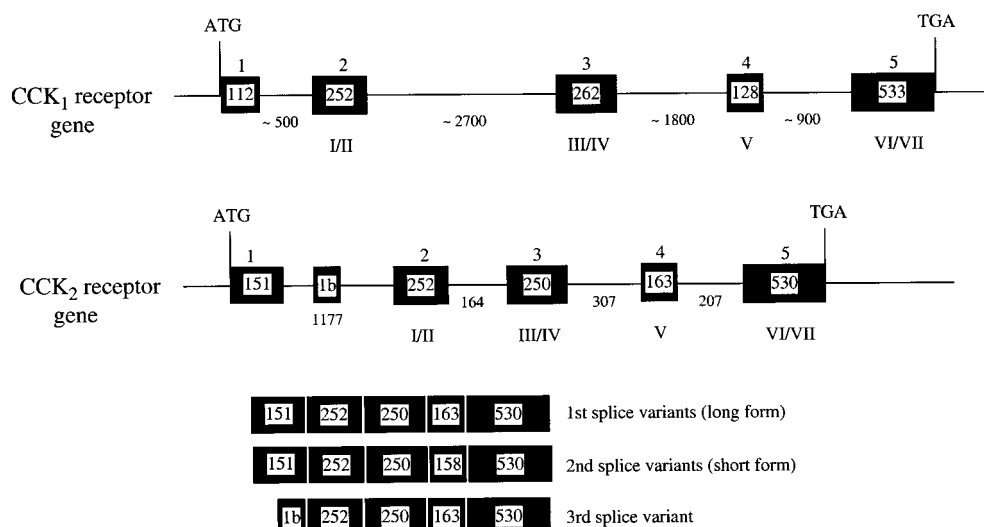 ATG
TGA
1 2 3 4 5
CCK1 receptor
gene
112 252 262 128 533
~ 500 ~ 2700 ~ 1800 ~ 900
I/II III/IV V VI/VII
ATG
TGA
1 2 3 4 5
CCK2 receptor
gene
151 1b 252 250 163 530
1177 164 307 207
I/II III/IV V VI/VII
151 252 250 163 530 1st splice variants (long form)
151 252 250 158 530 2nd splice variants (short form)
1b 252 250 163 530 3rd splice variant